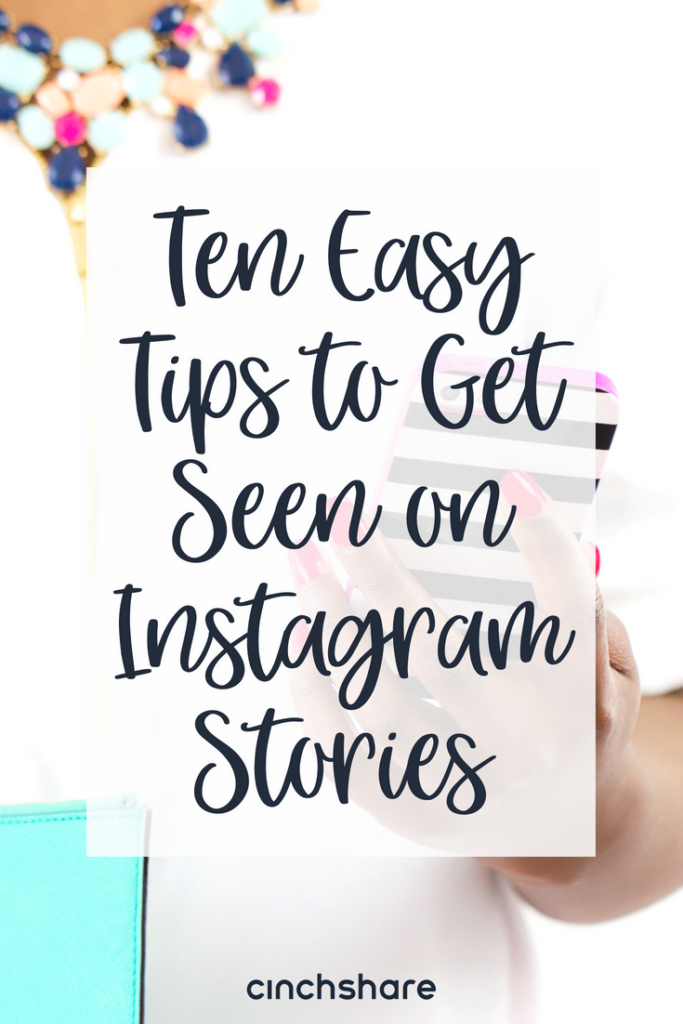 Ten Easy
Tips to Get
Seen on
Instagram
Stories
cinchshare